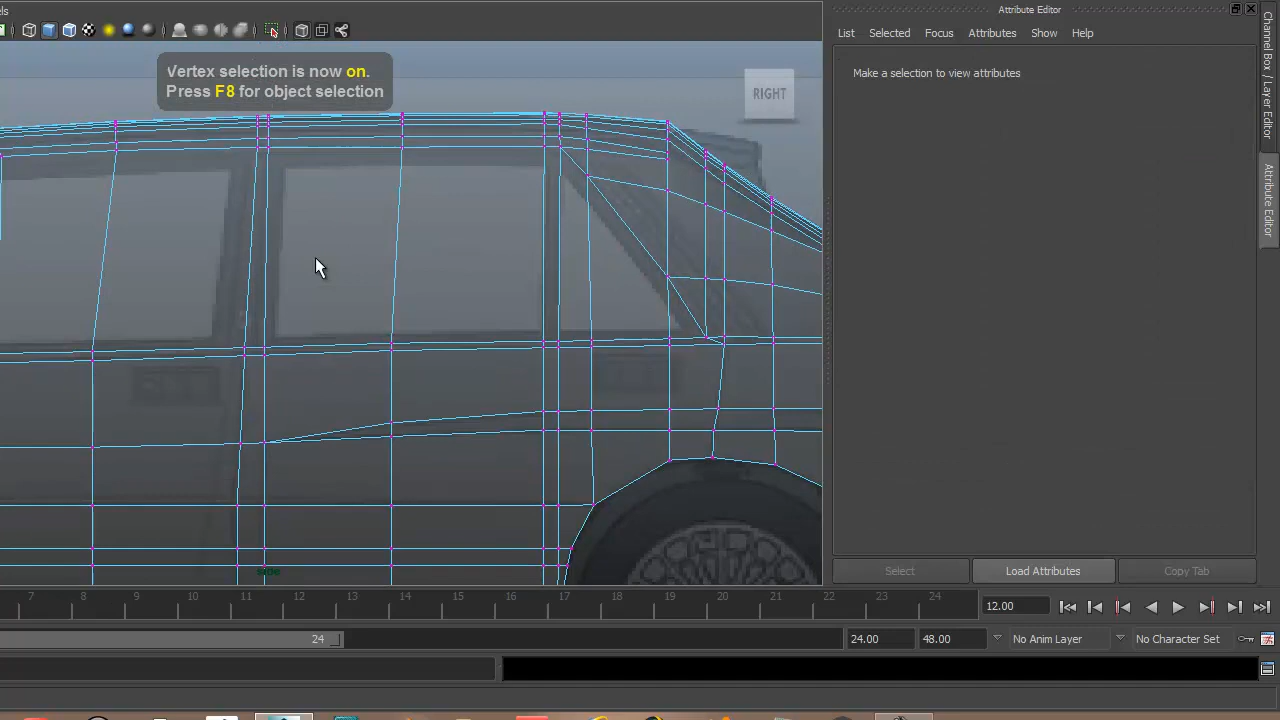 els
Attribute Editor
List Selected Focus Attributes Show Help
Make a selection to view attributes
Vertex selection is now on.
Press F8 for object selection
RIGHT
Channel Box / Layer Editor
Attribute Editor
Select Load Attributes Copy Tab
7 8 9 10 11 12 13 14 15 16 17 18 19 20 21 22 23 24
12.00
24
24.00 48.00 No Anim Layer No Character Set